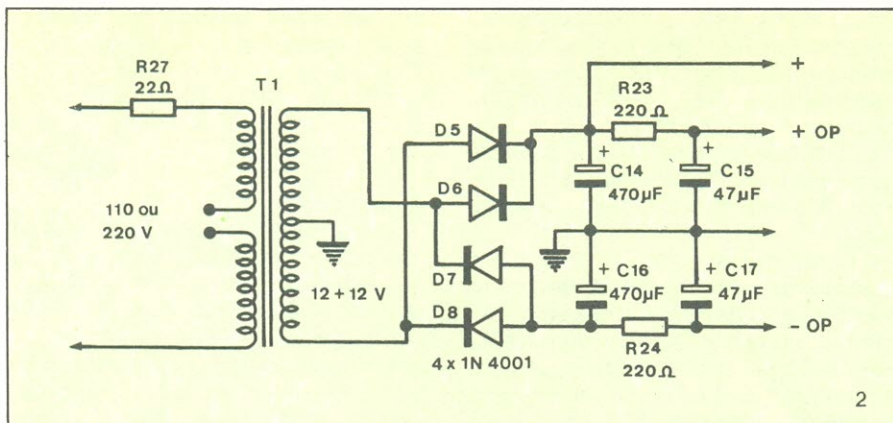 R27
22Ω
T1
110 ou
220 V
12 + 12 V
D5
D6
D7
D8
4 x 1N 4001
R23
220 Ω
+
+ OP
+
C14
470µF
+
C15
47µF
+
C16
470µF
+
C17
47µF
R24
220Ω
- OP
2